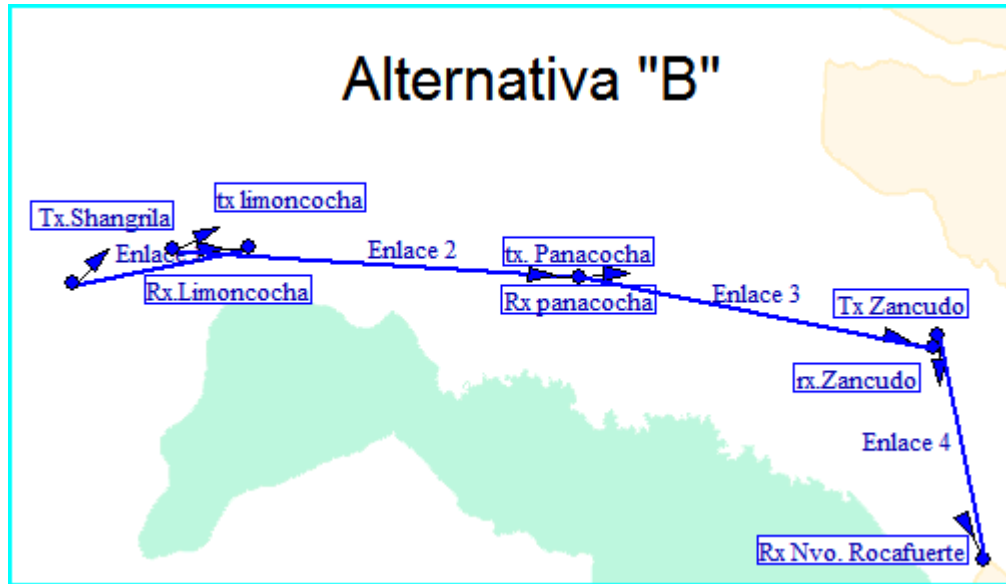 Alternativa "B"
tx limoncocha
Tx.Shangrila
Enlace
Rx.Limoncocha
Enlace 2
tx. Panacocha
Rx panacocha
Enlace 3
Tx Zancudo
rx.Zancudo
Enlace 4
Rx Nvo. Rocafuerte